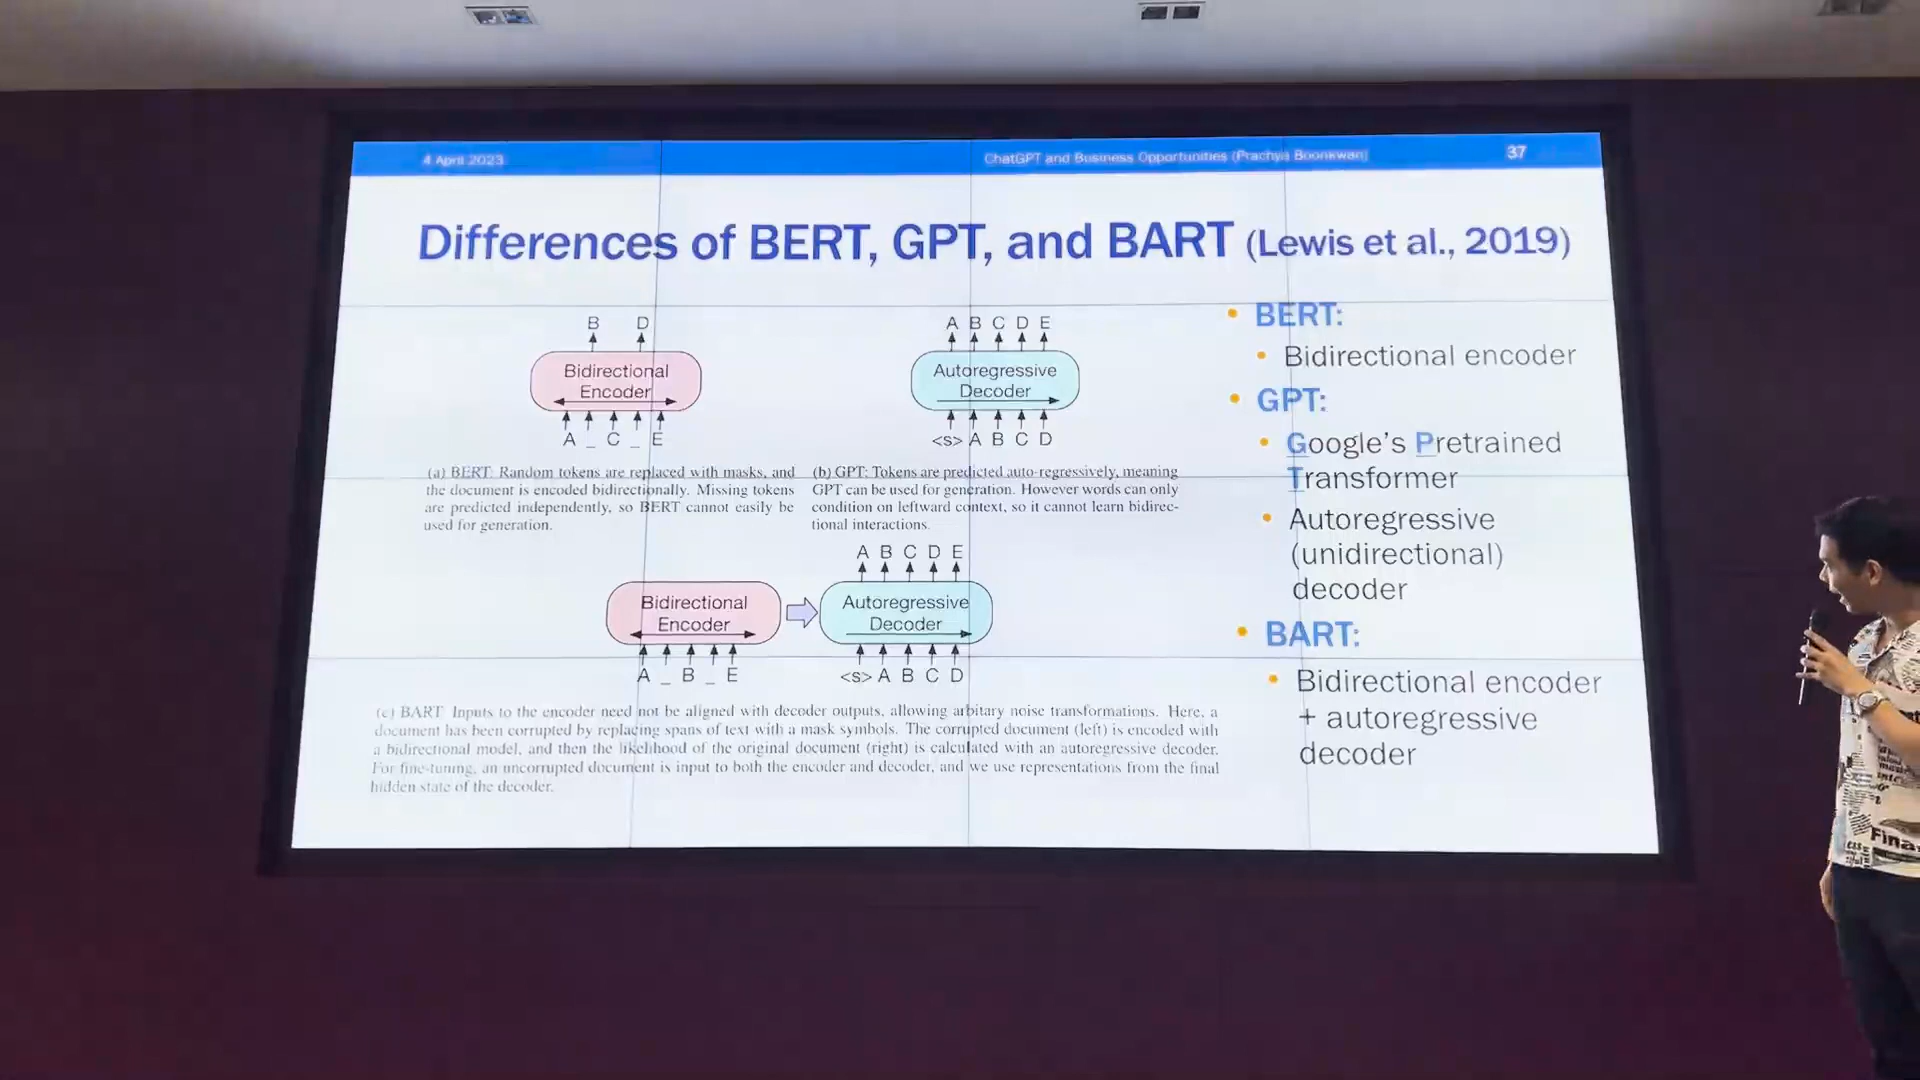 4 April 2023
ChatGPT and Business Opportunities (Prachya Boonkwan)
37
Differences of BERT, GPT, and BART (Lewis et al., 2019)
B D
Bidirectional
Encoder
A _ C _ E
(a) BERT: Random tokens are replaced with masks, and
the document is encoded bidirectionally. Missing tokens
are predicted independently, so BERT cannot easily be
used for generation.
A B C D E
Autoregressive
Decoder
<s> A B C D
(b) GPT: Tokens are predicted auto-regressively, meaning
GPT can be used for generation. However words can only
condition on leftward context, so it cannot learn bidirec-
tional interactions.
Bidirectional
Encoder
A _ B _ E
A B C D E
Autoregressive
Decoder
<s> A B C D
(c) BART: Inputs to the encoder need not be aligned with decoder outputs, allowing arbitary noise transformations. Here, a
document has been corrupted by replacing spans of text with a mask symbols. The corrupted document (left) is encoded with
a bidirectional model, and then the likelihood of the original document (right) is calculated with an autoregressive decoder.
For fine-tuning, an uncorrupted document is input to both the encoder and decoder, and we use representations from the final
hidden state of the decoder.
• BERT:
• Bidirectional encoder
• GPT:
• Google's Pretrained
Transformer
• Autoregressive
(unidirectional)
decoder
• BART:
• Bidirectional encoder
+ autoregressive
decoder
Fina